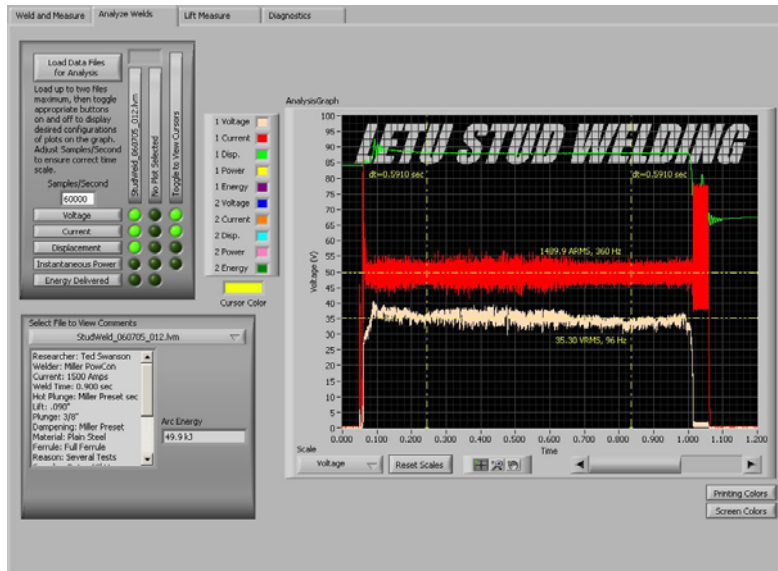 Weld and Measure
Analyze Welds
Lift Measure
Diagnostics
Load Data Files
for Analysis
Load up to two files
maximum, then toggle
appropriate buttons
on and off to display
desired configurations
of plots on the graph.
Adjust Samples/Second
to ensure correct time
scale.
Samples/Second
60000
StudWeld_060705_012.lvm
No Plot Selected
Toggle to View Cursors
Voltage
Current
Displacement
Instantaneous Power
Energy Delivered
1 Voltage
1 Current
1 Disp.
1 Power
1 Energy
2 Voltage
2 Current
2 Disp.
2 Power
2 Energy
Cursor Color
AnalysisGraph
LETU STUD WELDING
dt=0.5910 sec
dt=0.5910 sec
1489.9 ARMS, 360 Hz
35.30 VRMS, 96 Hz
Voltage (V)
100
95
90
85
80
75
70
65
60
55
50
45
40
35
30
25
20
15
10
5
0
0.000
0.100
0.200
0.300
0.400
0.500
0.600
0.700
0.800
0.900
1.000
1.100
1.200
Time
Scale
Voltage
Reset Scales
Select File to View Comments
StudWeld_060705_012.lvm
Researcher: Ted Swanson
Welder: Miller PowCon
Current: 1500 Amps
Weld Time: 0.900 sec
Hot Plunge: Miller Preset sec
Lift: .090"
Plunge: 3/8"
Dampening: Miller Preset
Material: Plain Steel
Ferrule: Full Ferrule
Reason: Several Tests
Arc Energy
49.9 kJ
Printing Colors
Screen Colors